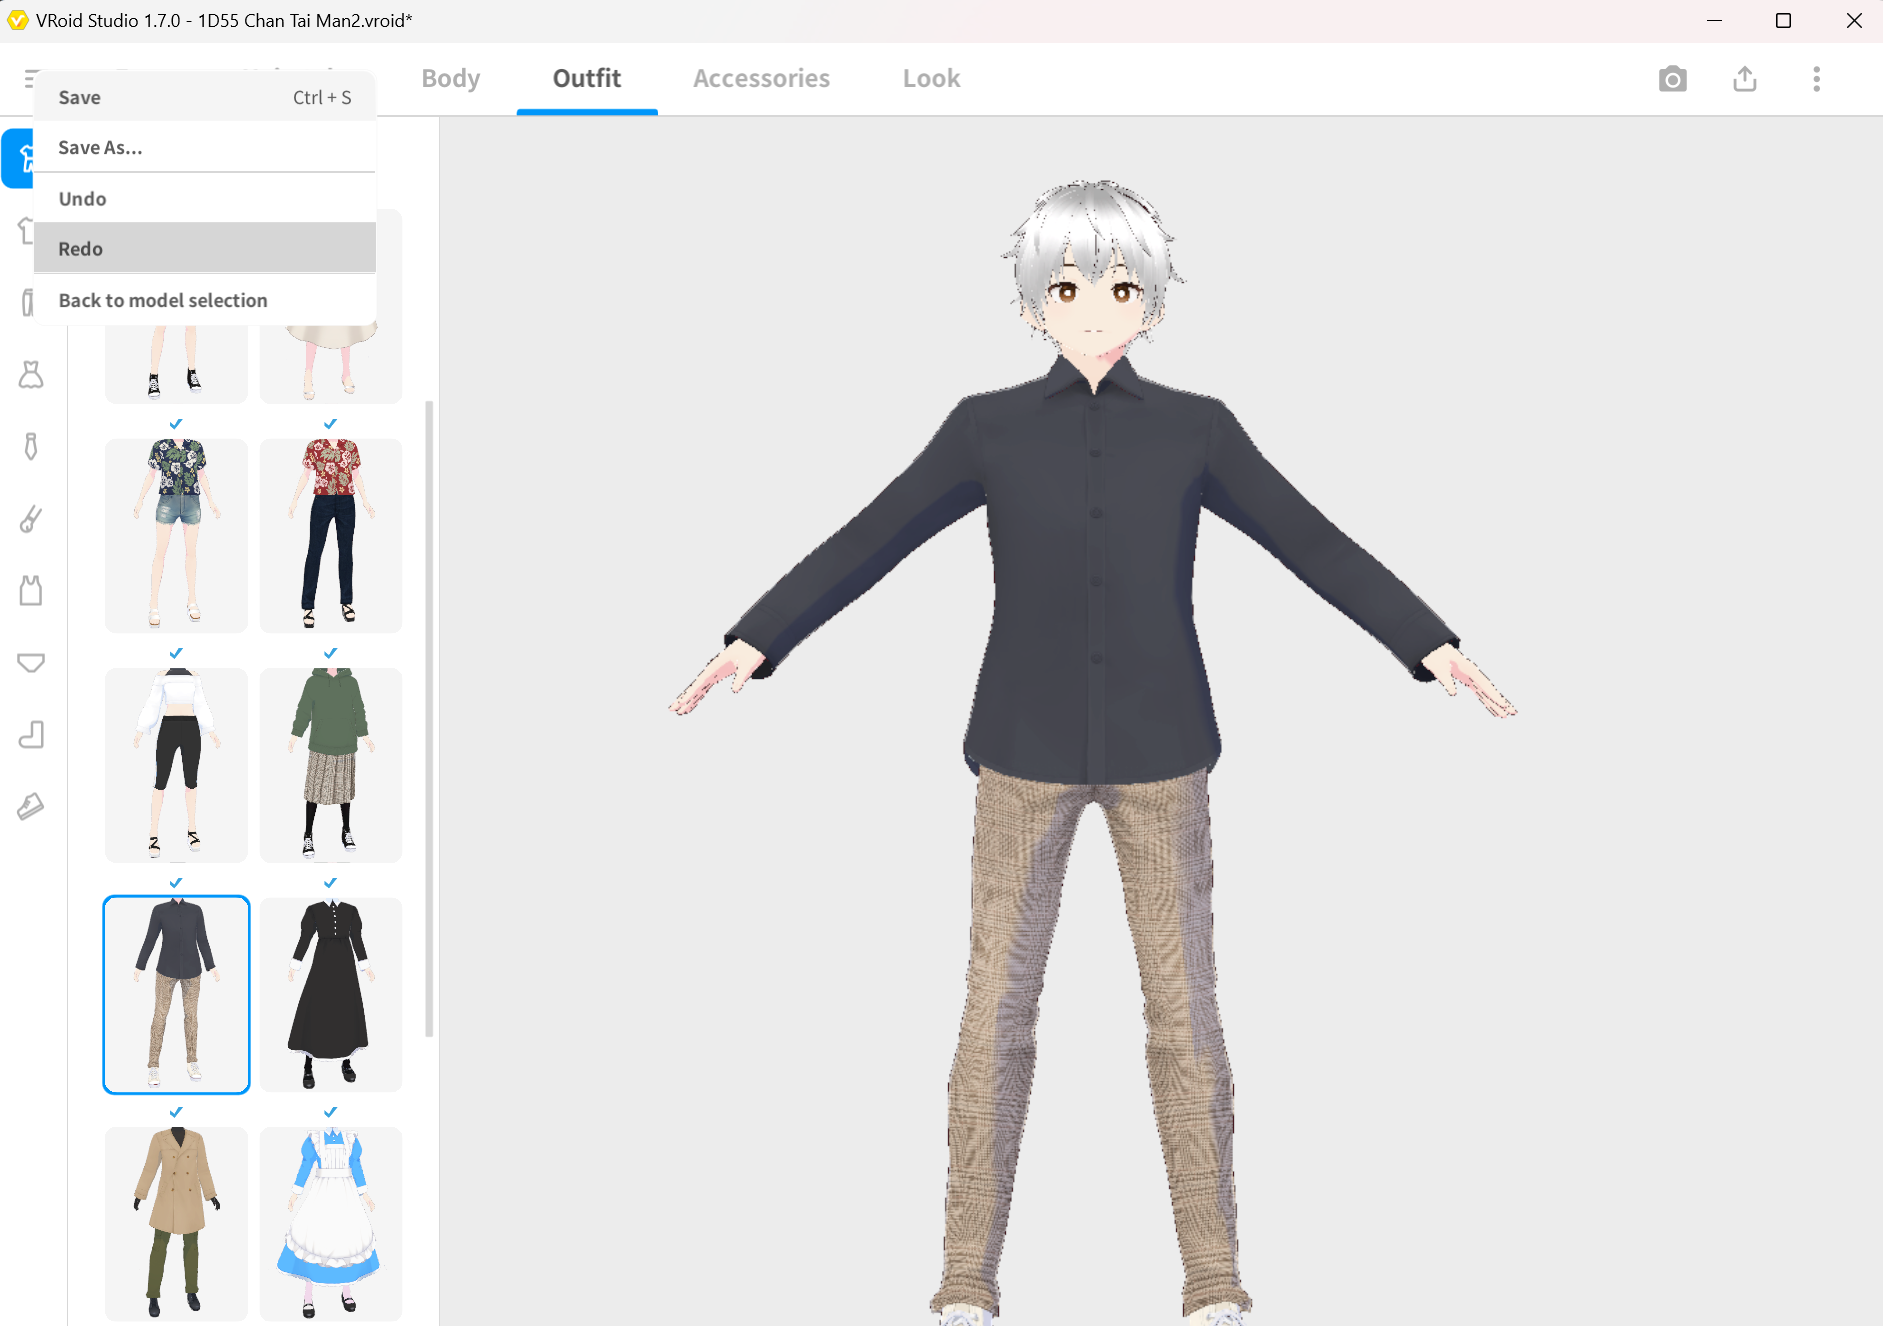 VRoid Studio 1.7.0 - 1D55 Chan Tai Man2.vroid*
Body
Outfit
Accessories
Look
Save
Ctrl + S
Save As...
Undo
Redo
Back to model selection